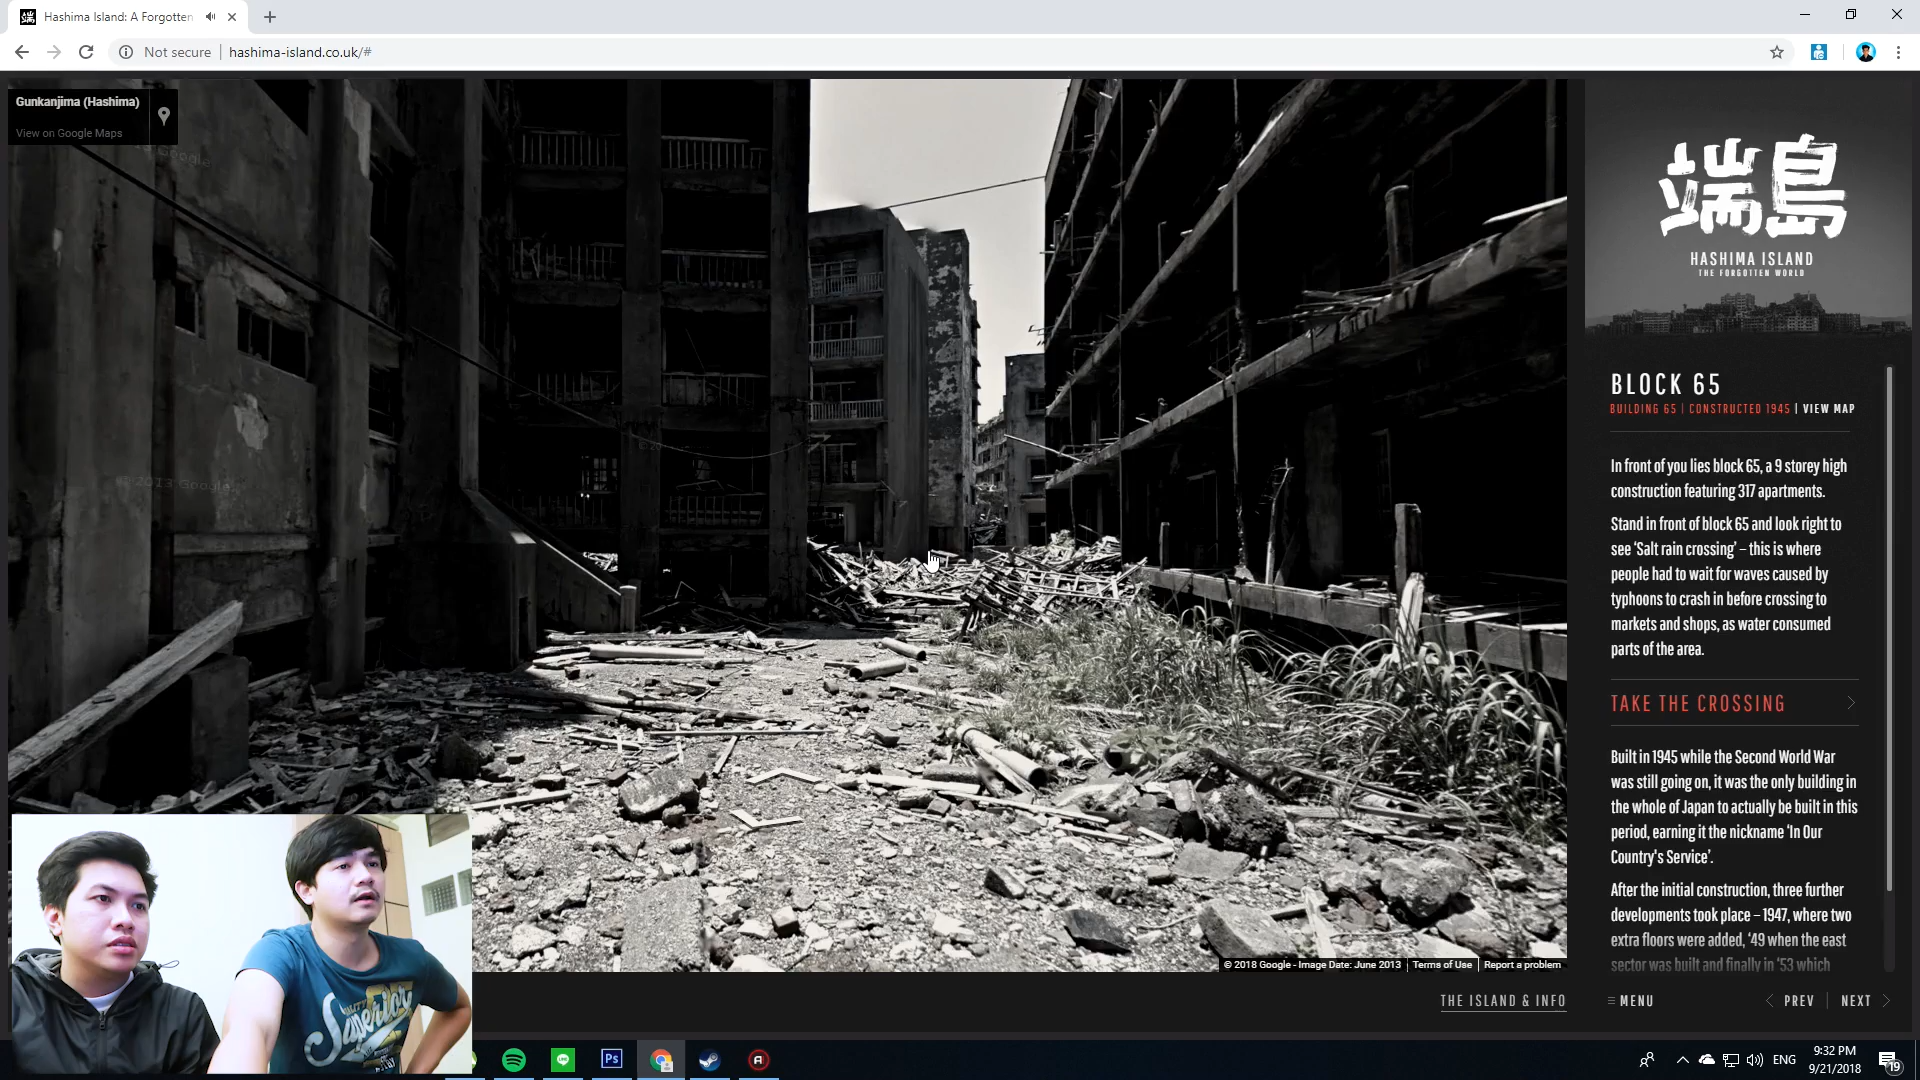 Hashima Island: A Forgotten
Not secure
hashima-island.co.uk/#
Gunkanjima (Hashima)
View on Google Maps
Google
© 2013 Google
端島
HASHIMA ISLAND
THE FORGOTTEN WORLD
BLOCK 65
BUILDING 65 | CONSTRUCTED 1945 | VIEW MAP
In front of you lies block 65, a 9 storey high
construction featuring 317 apartments.
Stand in front of block 65 and look right to
see ‘Salt rain crossing’ – this is where
people had to wait for waves caused by
typhoons to crash in before crossing to
markets and shops, as water consumed
parts of the area.
TAKE THE CROSSING
Built in 1945 while the Second World War
was still going on, it was the only building in
the whole of Japan to actually be built in this
period, earning it the nickname ‘In Our
Country's Service’.
After the initial construction, three further
developments took place – 1947, where two
extra floors were added, ‘49 when the east
sector was built and finally in ‘53 which
© 2018 Google - Image Date: June 2013
Terms of Use
Report a problem
THE ISLAND & INFO
MENU
PREV
NEXT
Superior
Ps
ENG
9:32 PM
9/21/2018
19